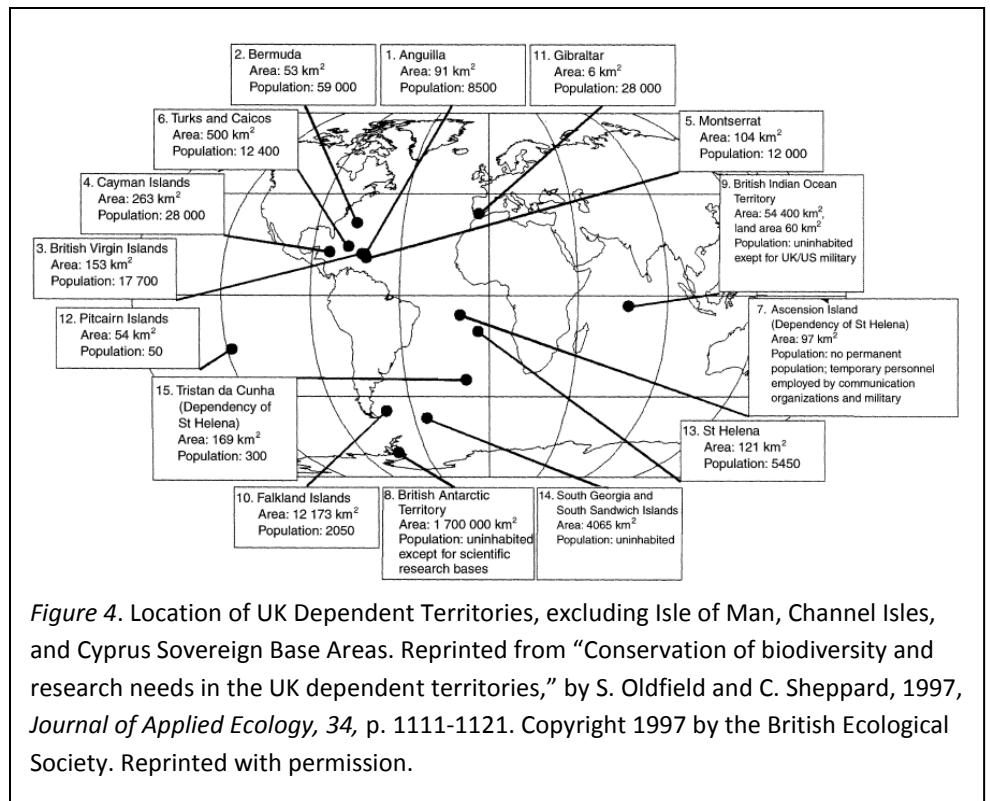 2. Bermuda
Area: 53 km²
Population: 59 000
1. Anguilla
Area: 91 km²
Population: 8500
11. Gibraltar
Area: 6 km²
Population: 28 000
6. Turks and Caicos
Area: 500 km²
Population: 12 400
5. Montserrat
Area: 104 km²
Population: 12 000
4. Cayman Islands
Area: 263 km²
Population: 28 000
9. British Indian Ocean
Territory
Area: 54 400 km²,
land area 60 km²
Population: uninhabited
exept for UK/US military
3. British Virgin Islands
Area: 153 km²
Population: 17 700
12. Pitcairn Islands
Area: 54 km²
Population: 50
7. Ascension Island
(Dependency of St Helena)
Area: 97 km²
Population: no permanent
population; temporary personnel
employed by communication
organizations and military
15. Tristan da Cunha
(Dependency of
St Helena)
Area: 169 km²
Population: 300
13. St Helena
Area: 121 km²
Population: 5450
10. Falkland Islands
Area: 12 173 km²
Population: 2050
8. British Antarctic
Territory
Area: 1 700 000 km²
Population: uninhabited
except for scientific
research bases
14. South Georgia and
South Sandwich Islands
Area: 4065 km²
Population: uninhabited
Figure 4. Location of UK Dependent Territories, excluding Isle of Man, Channel Isles,
and Cyprus Sovereign Base Areas. Reprinted from “Conservation of biodiversity and
research needs in the UK dependent territories,” by S. Oldfield and C. Sheppard, 1997,
Journal of Applied Ecology, 34, p. 1111-1121. Copyright 1997 by the British Ecological
Society. Reprinted with permission.